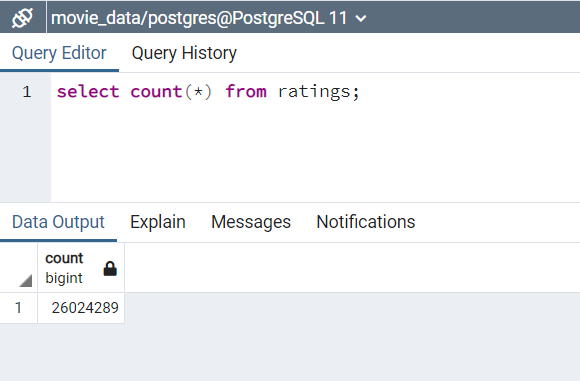 movie_data/postgres@PostgreSQL 11
Query Editor Query History
1 select count(*) from ratings;
Data Output Explain Messages Notifications
count
bigint
1 26024289